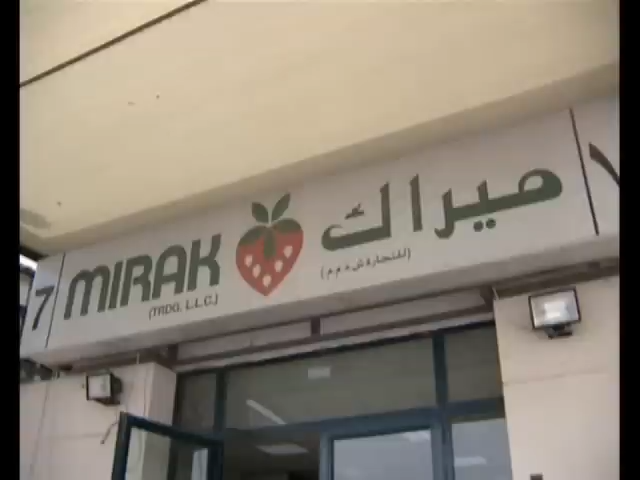 7 MIRAK
(TRDG. L.L.C.)
ميراك
(للتجارة ش ذ م م)